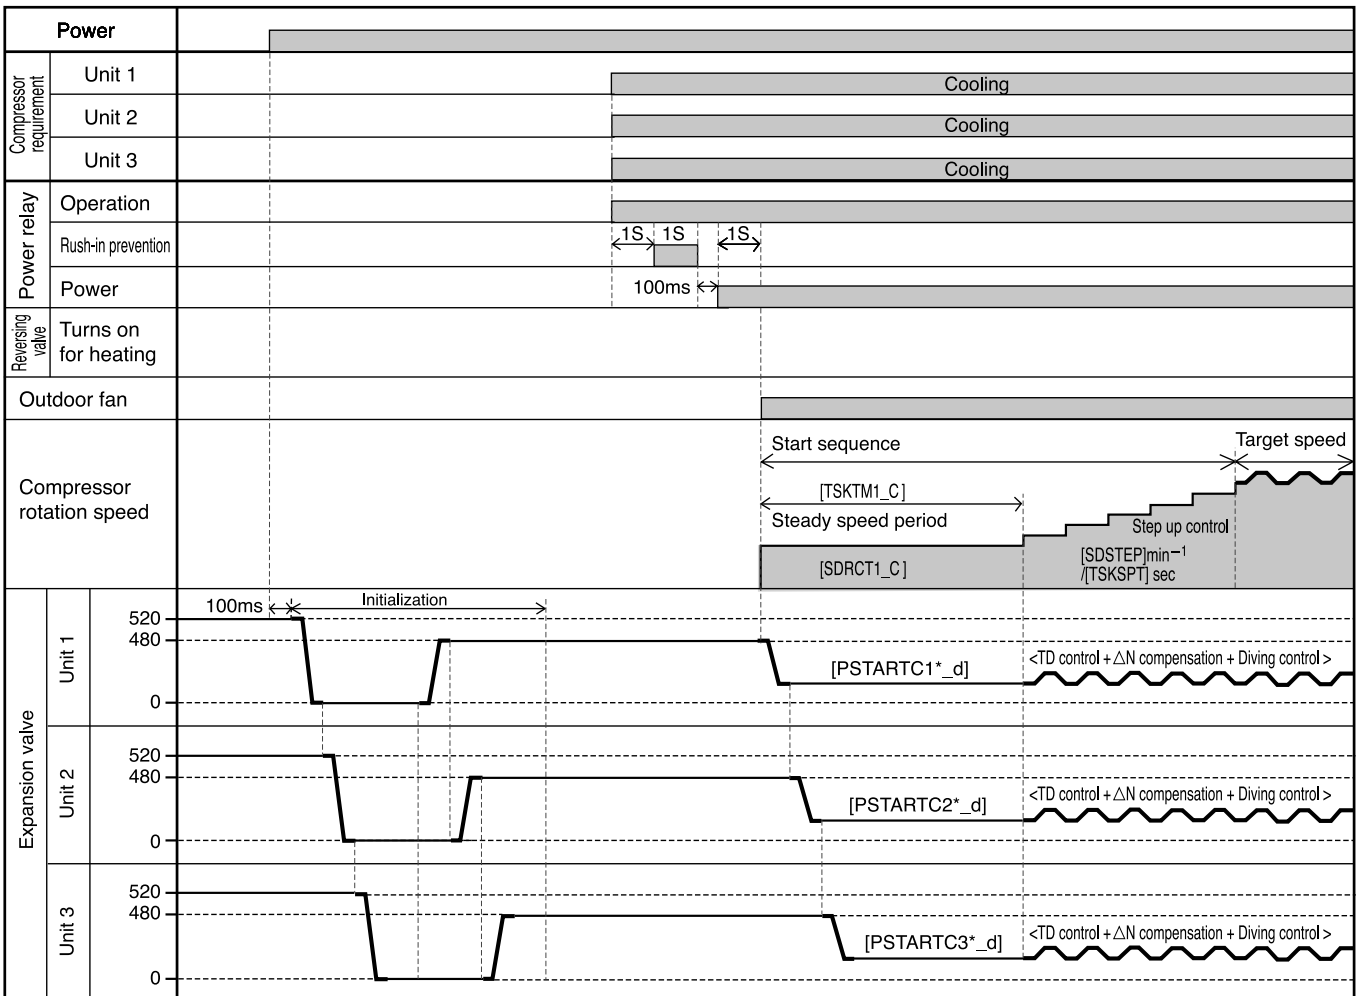 Power
Compressor
requirement
Unit 1
Cooling
Unit 2
Cooling
Unit 3
Cooling
Power relay
Operation
Rush-in prevention
1S
1S
1S
Power
100ms
Reversing
valve
Turns on
for heating
Outdoor fan
Compressor
rotation speed
Start sequence
Target speed
[TSKTM1_C]
Steady speed period
Step up control
[SDRCT1_C]
[SDSTEP]min⁻¹
/[TSKSPT] sec
Expansion valve
Unit 1
100ms
Initialization
520
480
0
[PSTARTC1*_d]
<TD control + △N compensation + Diving control >
Unit 2
520
480
0
[PSTARTC2*_d]
<TD control + △N compensation + Diving control >
Unit 3
520
480
0
[PSTARTC3*_d]
<TD control + △N compensation + Diving control >